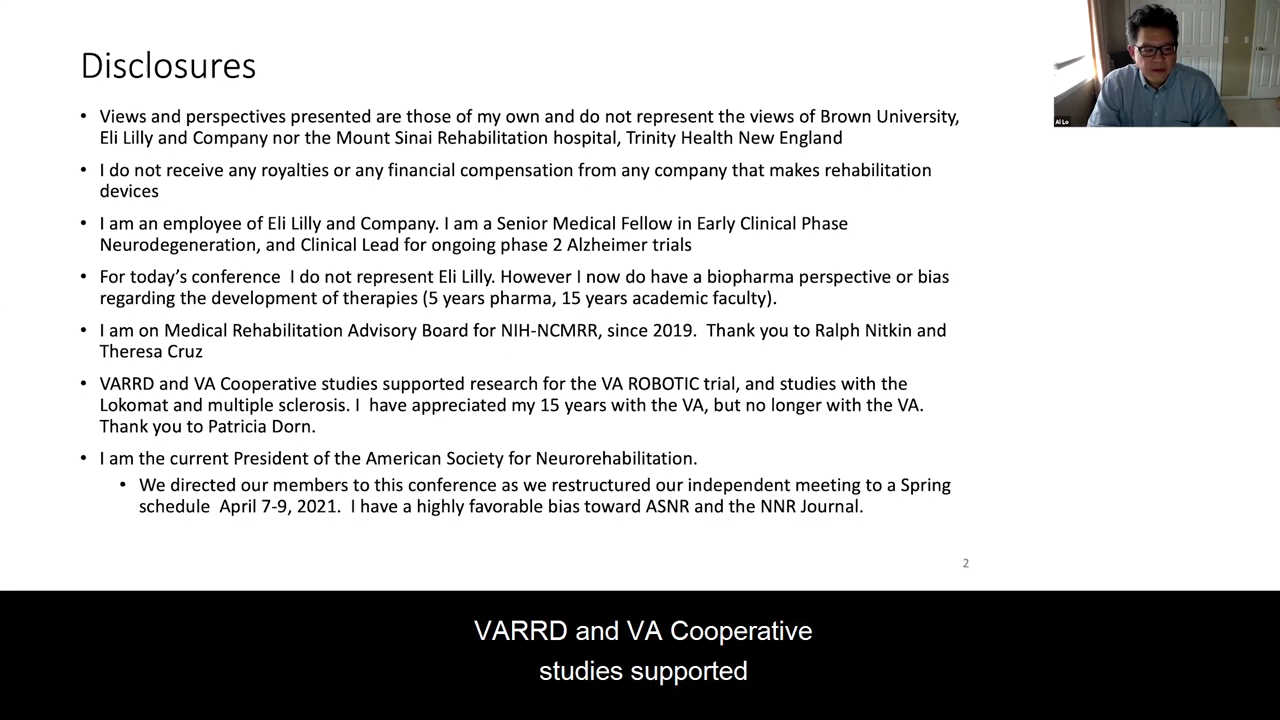 Disclosures
• Views and perspectives presented are those of my own and do not represent the views of Brown University,
Eli Lilly and Company nor the Mount Sinai Rehabilitation hospital, Trinity Health New England
• I do not receive any royalties or any financial compensation from any company that makes rehabilitation
devices
• I am an employee of Eli Lilly and Company. I am a Senior Medical Fellow in Early Clinical Phase
Neurodegeneration, and Clinical Lead for ongoing phase 2 Alzheimer trials
• For today’s conference  I do not represent Eli Lilly. However I now do have a biopharma perspective or bias
regarding the development of therapies (5 years pharma, 15 years academic faculty).
• I am on Medical Rehabilitation Advisory Board for NIH-NCMRR, since 2019.  Thank you to Ralph Nitkin and
Theresa Cruz
• VARRD and VA Cooperative studies supported research for the VA ROBOTIC trial, and studies with the
Lokomat and multiple sclerosis. I  have appreciated my 15 years with the VA, but no longer with the VA.
Thank you to Patricia Dorn.
• I am the current President of the American Society for Neurorehabilitation.
• We directed our members to this conference as we restructured our independent meeting to a Spring
schedule  April 7-9, 2021.  I have a highly favorable bias toward ASNR and the NNR Journal.
2
Al Lo
VARRD and VA Cooperative
studies supported